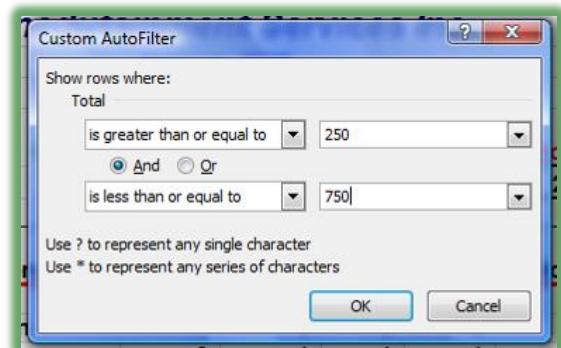 Custom AutoFilter
Show rows where:
Total
is greater than or equal to 250
And Or
is less than or equal to 750
Use ? to represent any single character
Use * to represent any series of characters
OK Cancel